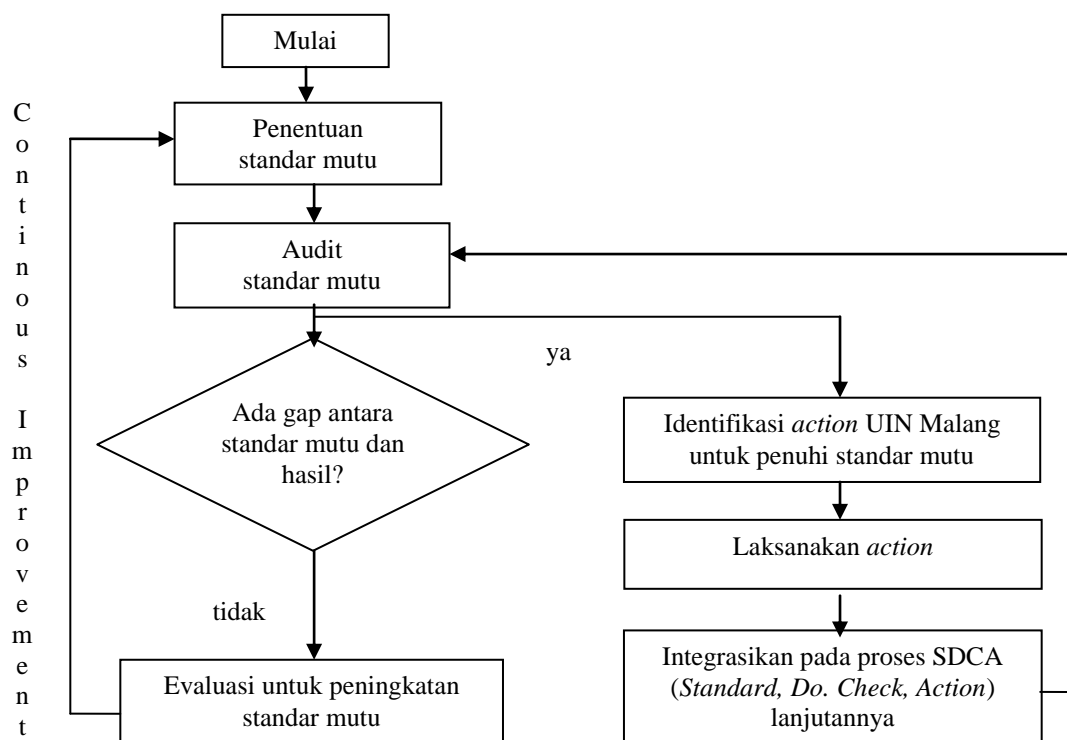 Mulai
Continous Improvement
Penentuan
standar mutu
Audit
standar mutu
ya
Ada gap antara
standar mutu dan
hasil?
Identifikasi action UIN Malang
untuk penuhi standar mutu
Laksanakan action
tidak
Evaluasi untuk peningkatan
standar mutu
Integrasikan pada proses SDCA
(Standard, Do. Check, Action)
lanjutannya